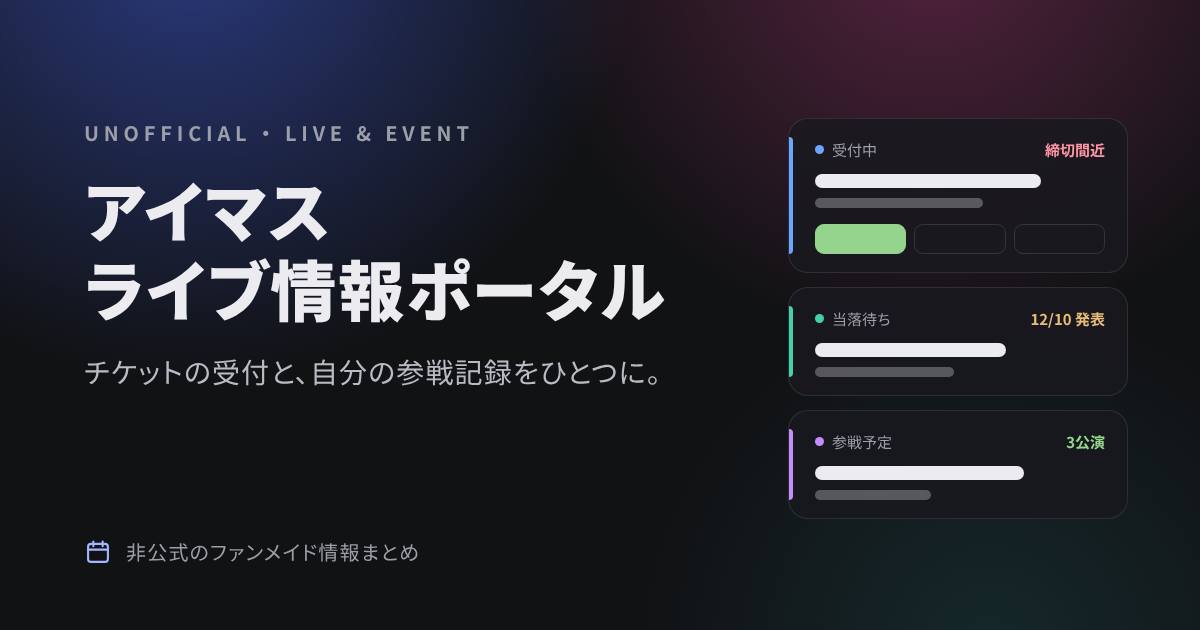 UNOFFICIAL • LIVE & EVENT
アイマス
ライブ情報ポータル
チケットの受付と、自分の参戦記録をひとつに。
非公式のファンメイド情報まとめ
受付中
締切間近
当落待ち
12/10 発表
参戦予定
3公演